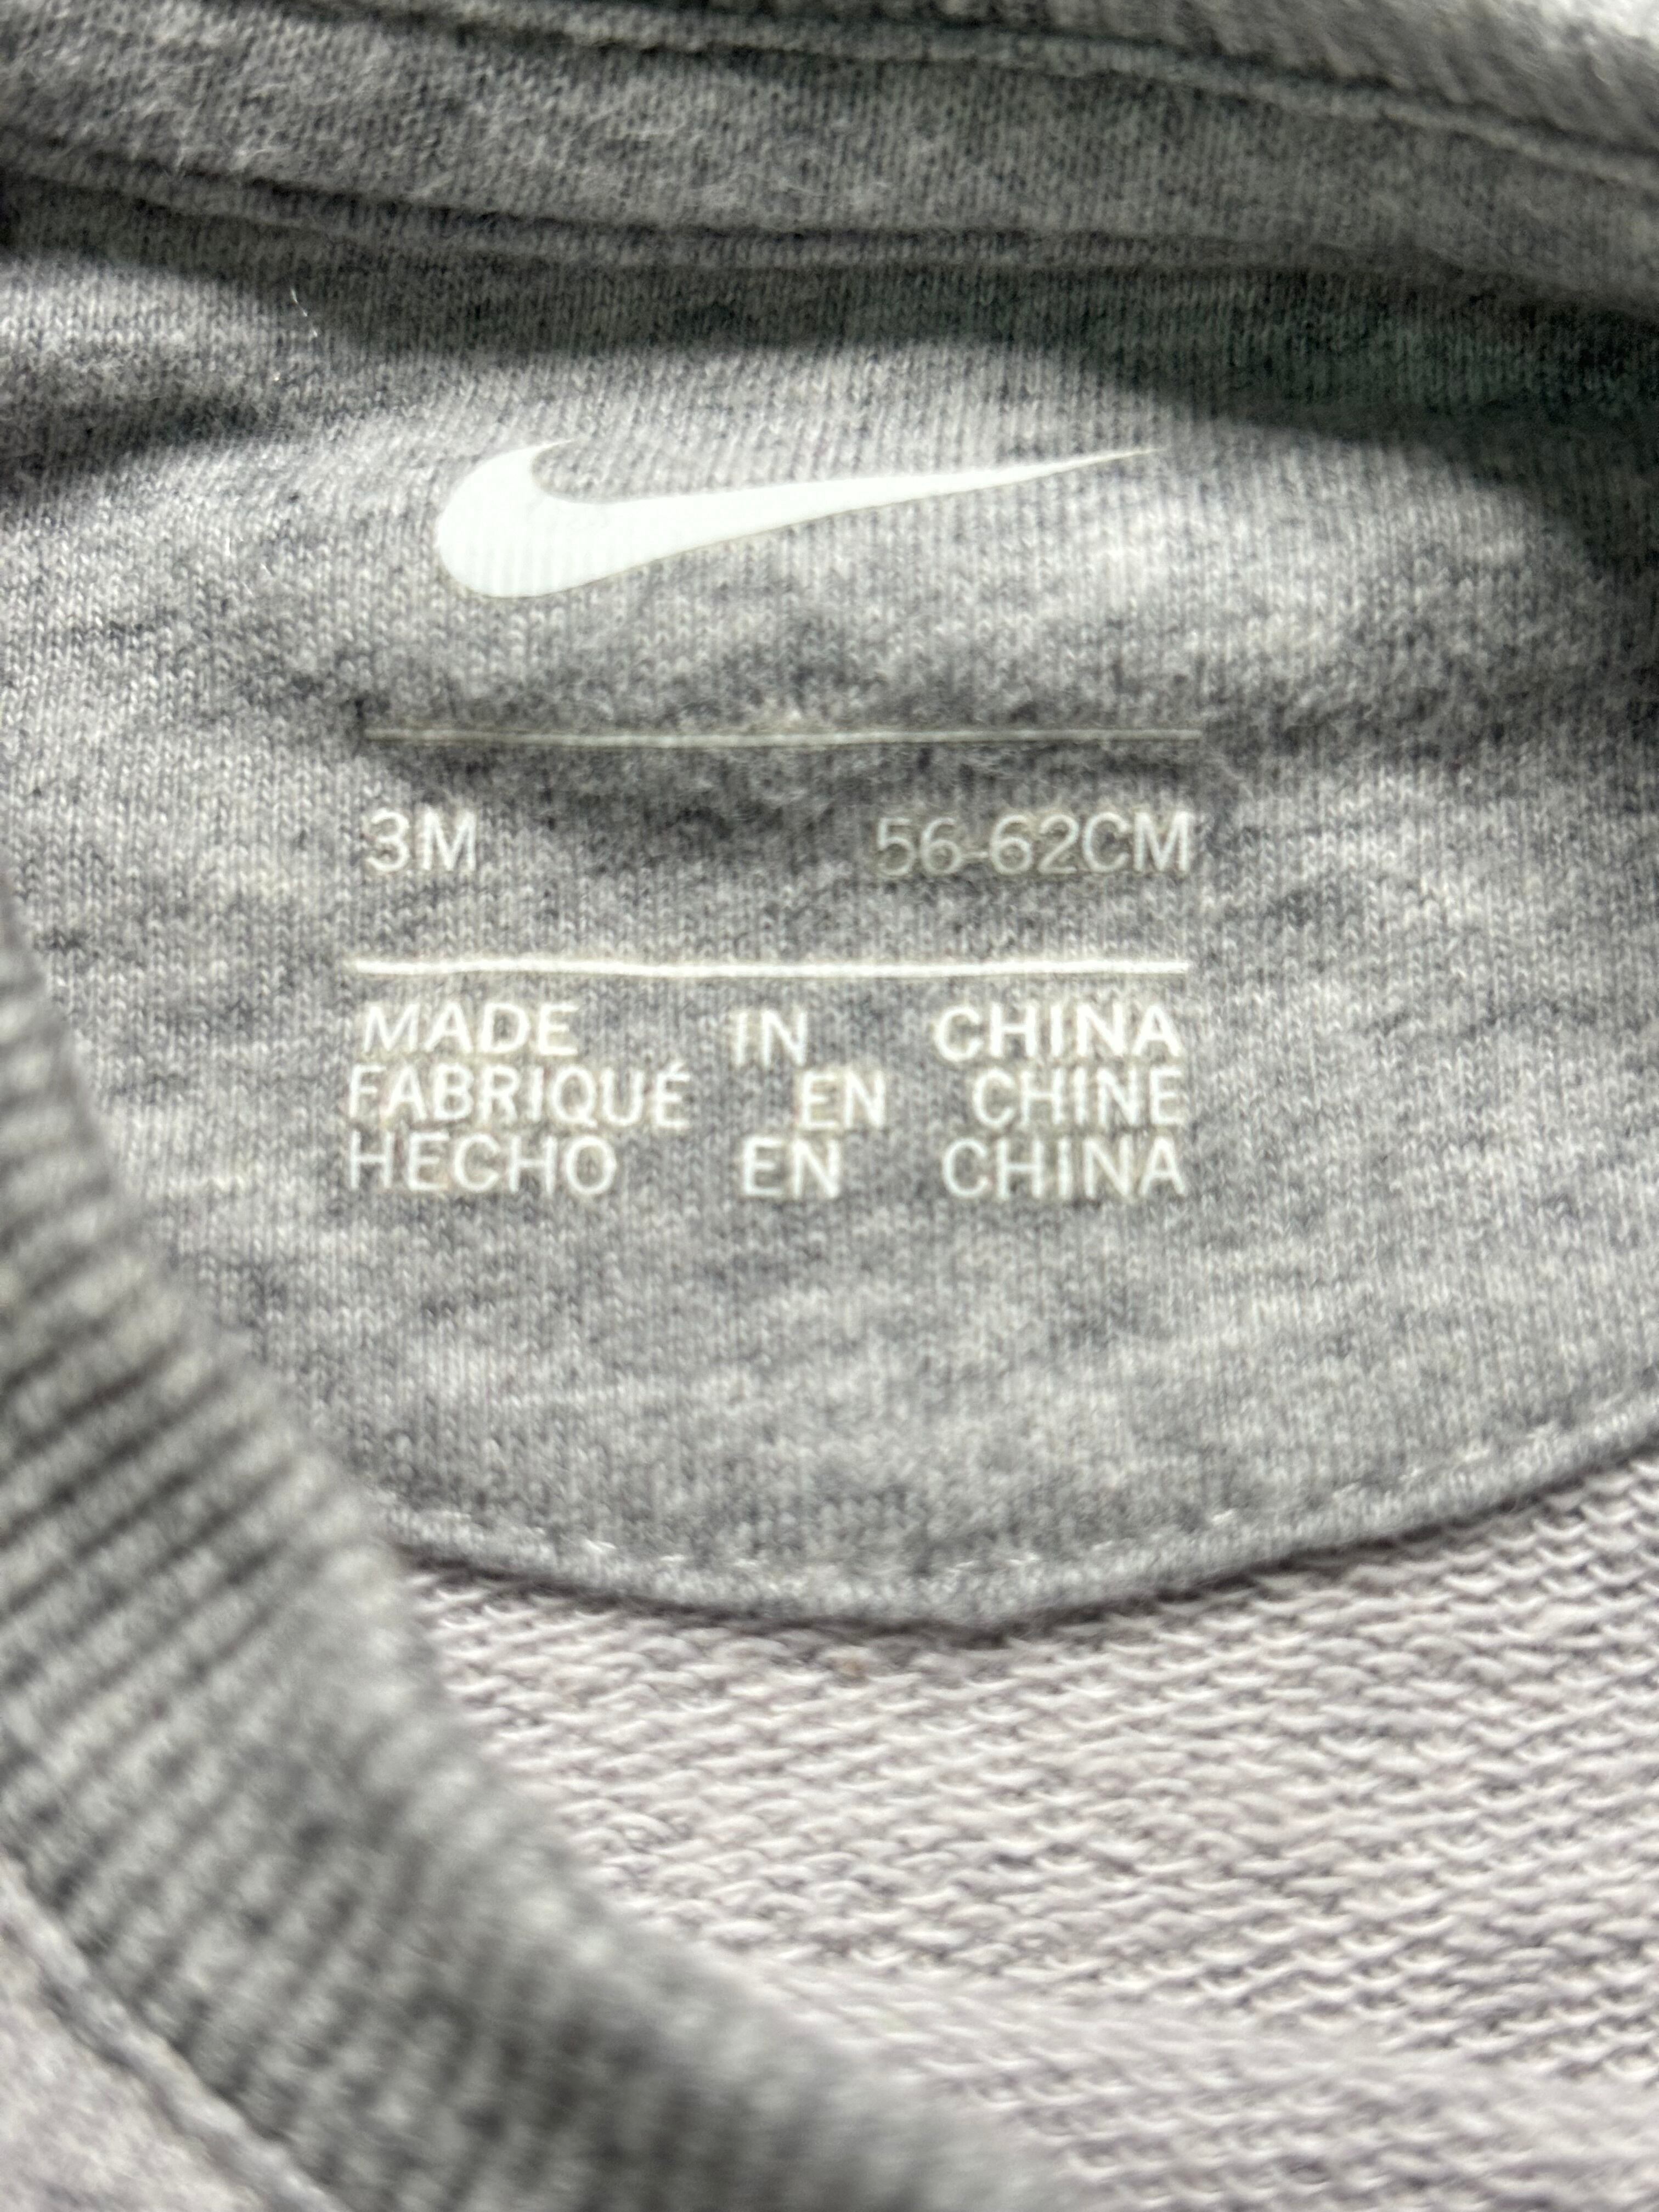 3M 56-62CM
MADE IN CHINA
FABRIQUÉ EN CHINE
HECHO EN CHINA